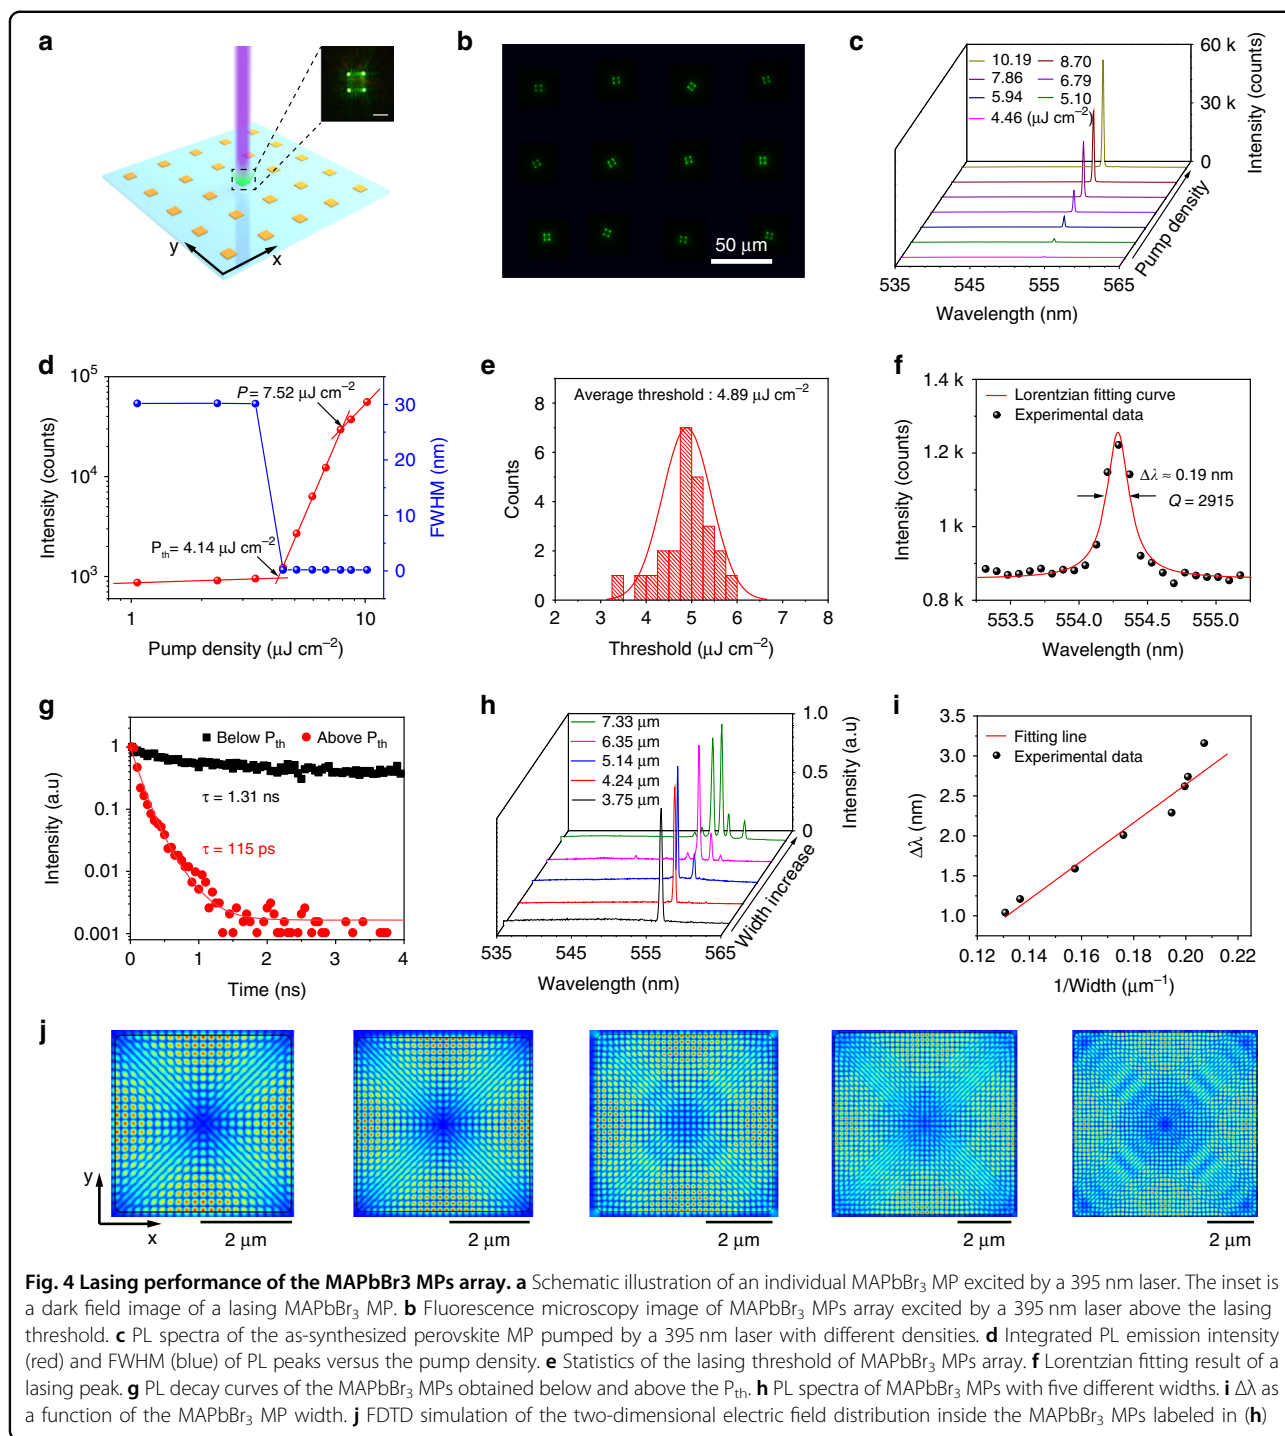 a
y
x
b
50 μm
c
10.19
8.70
7.86
6.79
5.94
5.10
4.46 (μJ cm⁻²)
60 k
30 k
0
Intensity (counts)
Pump density
535
545
555
565
Wavelength (nm)
d
10⁵
10⁴
10³
Intensity (counts)
P = 7.52 μJ cm⁻²
Pth = 4.14 μJ cm⁻²
30
20
10
0
FWHM (nm)
1
10
Pump density (μJ cm⁻²)
e
Average threshold : 4.89 μJ cm⁻²
8
6
4
2
0
Counts
2
3
4
5
6
7
8
Threshold (μJ cm⁻²)
f
1.4 k
1.2 k
1 k
0.8 k
Intensity (counts)
Lorentzian fitting curve
Experimental data
Δλ ≈ 0.19 nm
Q = 2915
553.5
554.0
554.5
555.0
Wavelength (nm)
g
1
0.1
0.01
0.001
Intensity (a.u)
Below Pth
Above Pth
τ = 1.31 ns
τ = 115 ps
0
1
2
3
4
Time (ns)
h
7.33 μm
6.35 μm
5.14 μm
4.24 μm
3.75 μm
1.0
0.5
0
Intensity (a.u)
Width increase
535
545
555
565
Wavelength (nm)
i
3.5
3.0
2.5
2.0
1.5
1.0
Δλ (nm)
Fitting line
Experimental data
0.12
0.14
0.16
0.18
0.20
0.22
1/Width (μm⁻¹)
j
y
x
2 μm
2 μm
2 μm
2 μm
2 μm
Fig. 4 Lasing performance of the MAPbBr3 MPs array. a Schematic illustration of an individual MAPbBr₃ MP excited by a 395 nm laser. The inset is
a dark field image of a lasing MAPbBr₃ MP. b Fluorescence microscopy image of MAPbBr₃ MPs array excited by a 395 nm laser above the lasing
threshold. c PL spectra of the as-synthesized perovskite MP pumped by a 395 nm laser with different densities. d Integrated PL emission intensity
(red) and FWHM (blue) of PL peaks versus the pump density. e Statistics of the lasing threshold of MAPbBr₃ MPs array. f Lorentzian fitting result of a
lasing peak. g PL decay curves of the MAPbBr₃ MPs obtained below and above the Pth. h PL spectra of MAPbBr₃ MPs with five different widths. i Δλ as
a function of the MAPbBr₃ MP width. j FDTD simulation of the two-dimensional electric field distribution inside the MAPbBr₃ MPs labeled in (h)